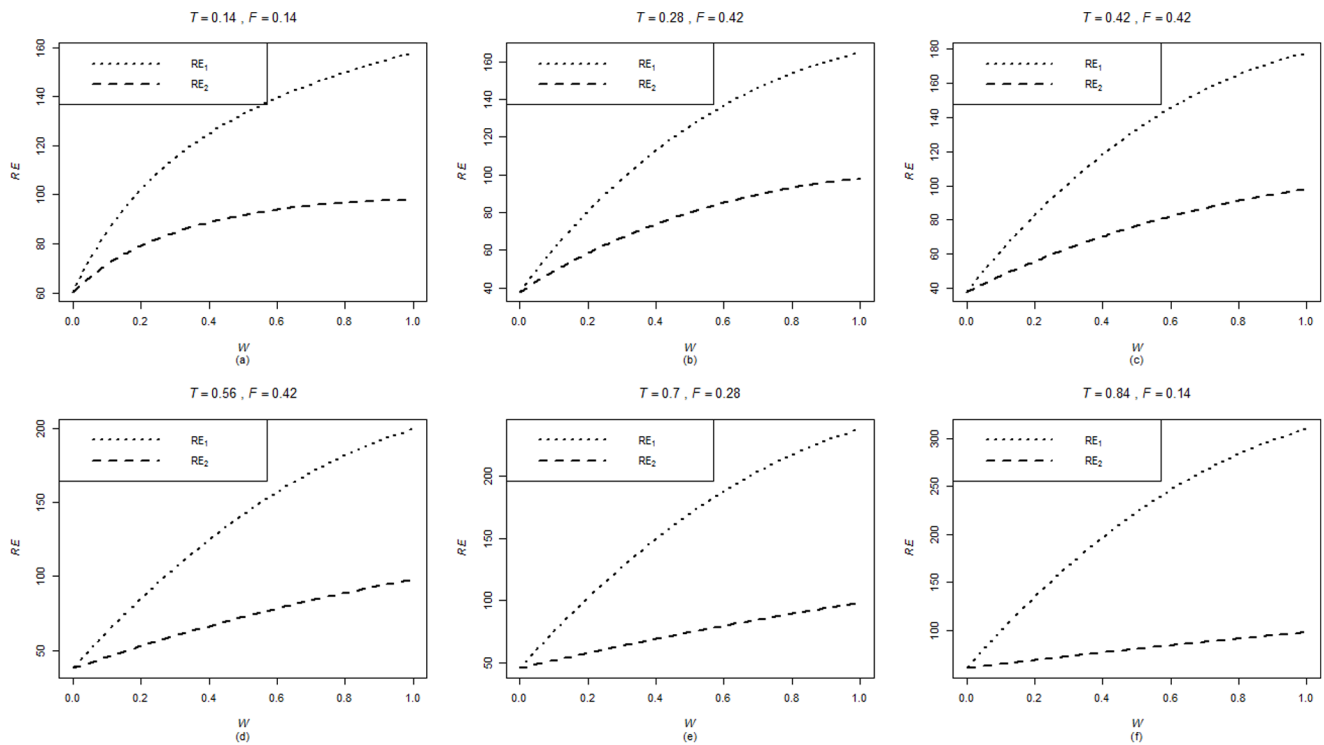 T = 0.14 , F = 0.14
RE
160
140
120
100
80
60
RE1
RE2
0.0 0.2 0.4 0.6 0.8 1.0
W
(a)
T = 0.28 , F = 0.42
RE
160
140
120
100
80
60
40
RE1
RE2
0.0 0.2 0.4 0.6 0.8 1.0
W
(b)
T = 0.42 , F = 0.42
RE
180
160
140
120
100
80
60
40
RE1
RE2
0.0 0.2 0.4 0.6 0.8 1.0
W
(c)
T = 0.56 , F = 0.42
RE
200
150
100
50
RE1
RE2
0.0 0.2 0.4 0.6 0.8 1.0
W
(d)
T = 0.7 , F = 0.28
RE
200
150
100
50
RE1
RE2
0.0 0.2 0.4 0.6 0.8 1.0
W
(e)
T = 0.84 , F = 0.14
RE
300
250
200
150
100
RE1
RE2
0.0 0.2 0.4 0.6 0.8 1.0
W
(f)